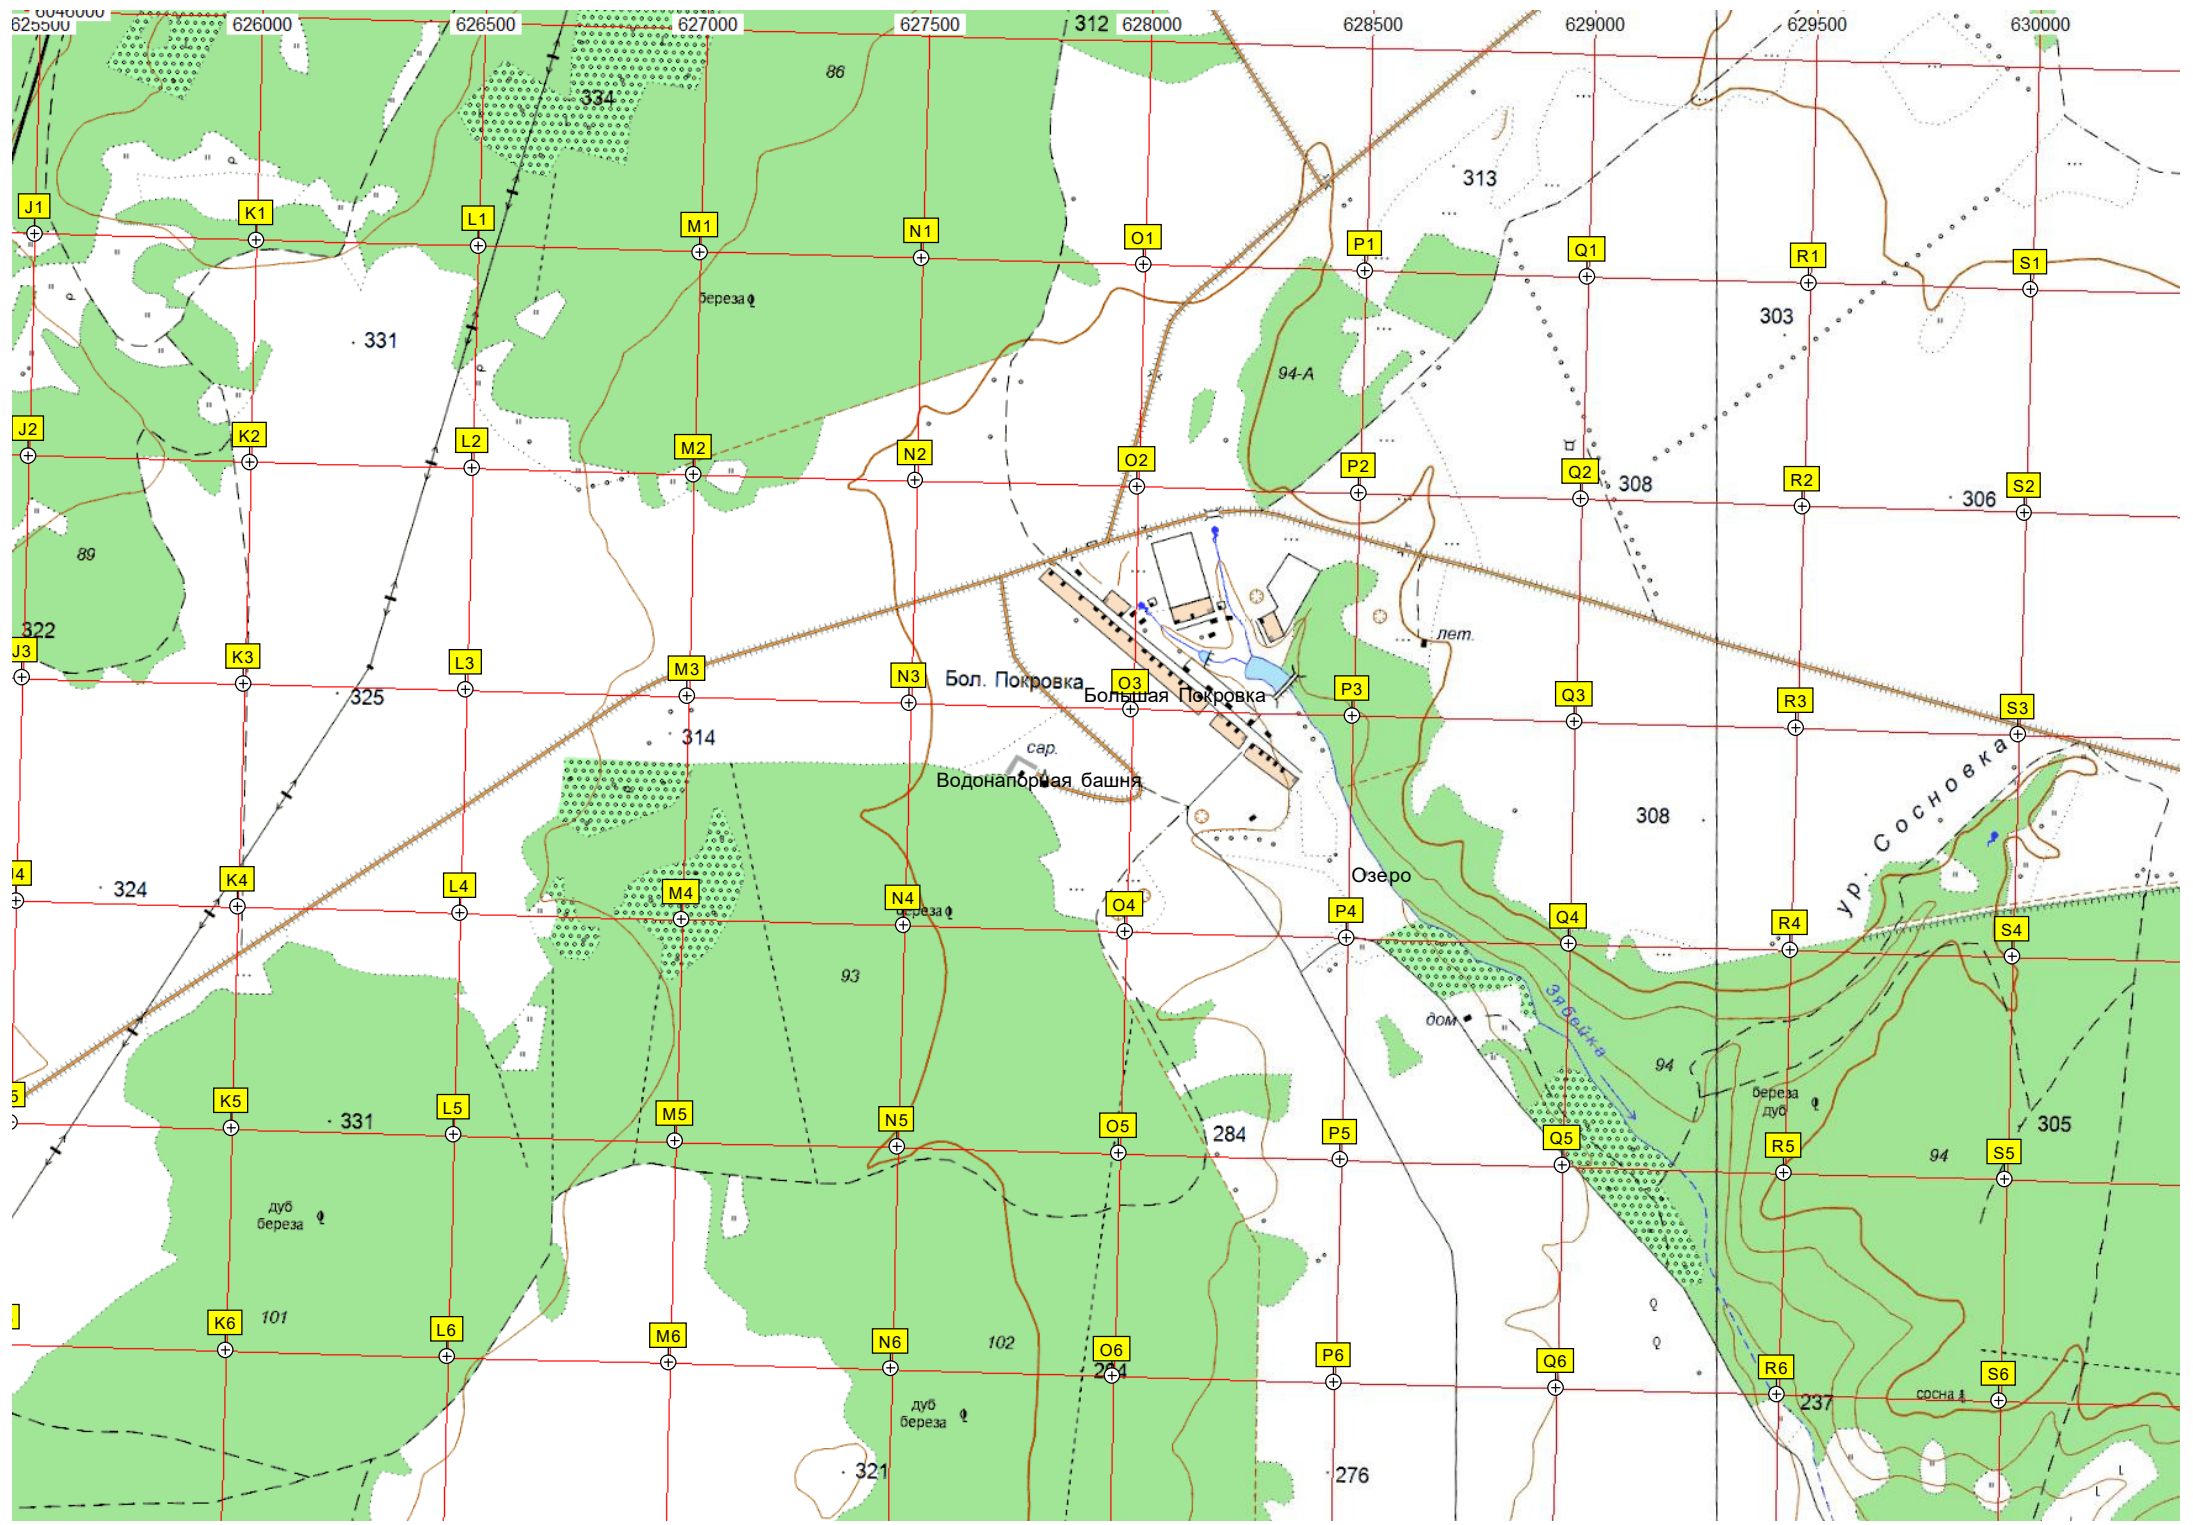 6046000
625500 626000 626500 627000 627500 312 628000 628500 629000 629500 630000
86
334
313
J1 K1 L1 M1 N1 O1 P1 Q1 R1 S1
береза
331
303
94-А
J2 K2 L2 M2 N2 O2 P2 Q2 R2 S2
308
306
89
322
лет.
J3 K3 L3 M3 N3 O3 P3 Q3 R3 S3
Бол. Покровка
Большая Покровка
325
314
сар.
Водонапорная башня
ур. Сосновка
308
Озеро
324
J4 K4 L4 M4 N4 O4 P4 Q4 R4 S4
береза
93
Зябейка
дом
94
береза
дуб
5 K5 L5 M5 N5 O5 P5 Q5 R5 S5
331
284
305
94
дуб
береза
101
K6 L6 M6 N6 O6 P6 Q6 R6 S6
102
сосна
237
дуб
береза
321
276